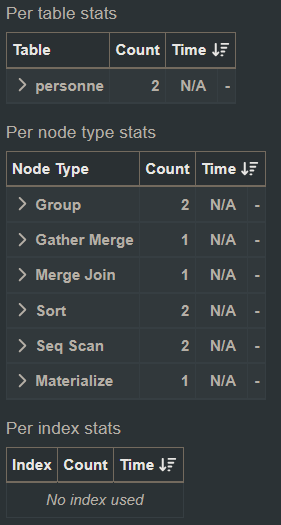 Per table stats
Table Count Time
personne 2 N/A -
Per node type stats
Node Type Count Time
Group 2 N/A -
Gather Merge 1 N/A -
Merge Join 1 N/A -
Sort 2 N/A -
Seq Scan 2 N/A -
Materialize 1 N/A -
Per index stats
Index Count Time
No index used